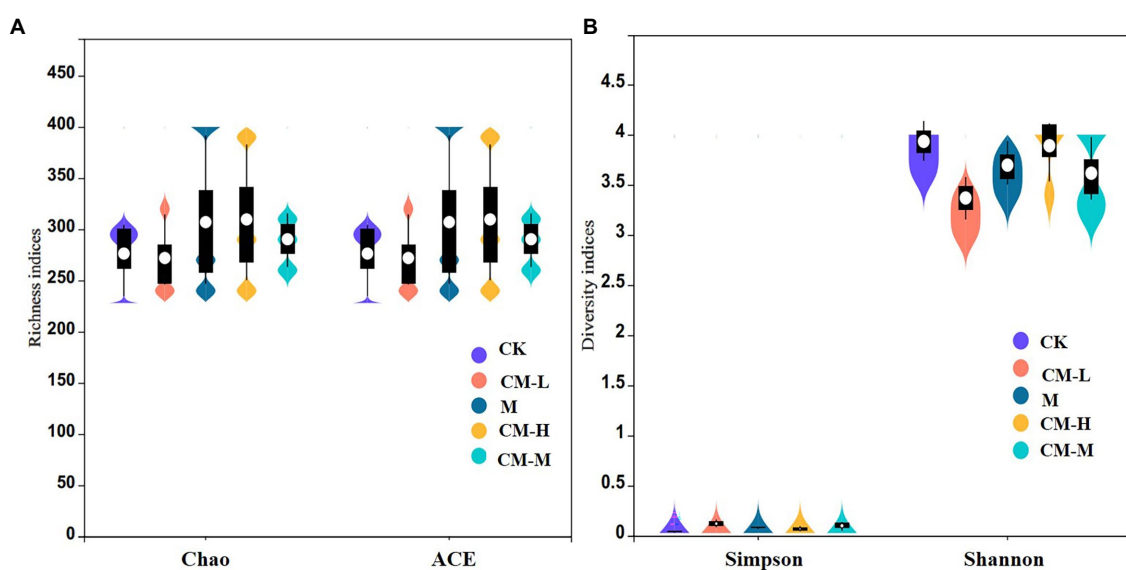 A
Richness indices
450
400
350
300
250
200
150
100
50
0
CK
CM-L
M
CM-H
CM-M
Chao ACE
B
Diversity indices
4.5
4
3.5
3
2.5
2
1.5
1
0.5
0
CK
CM-L
M
CM-H
CM-M
Simpson Shannon